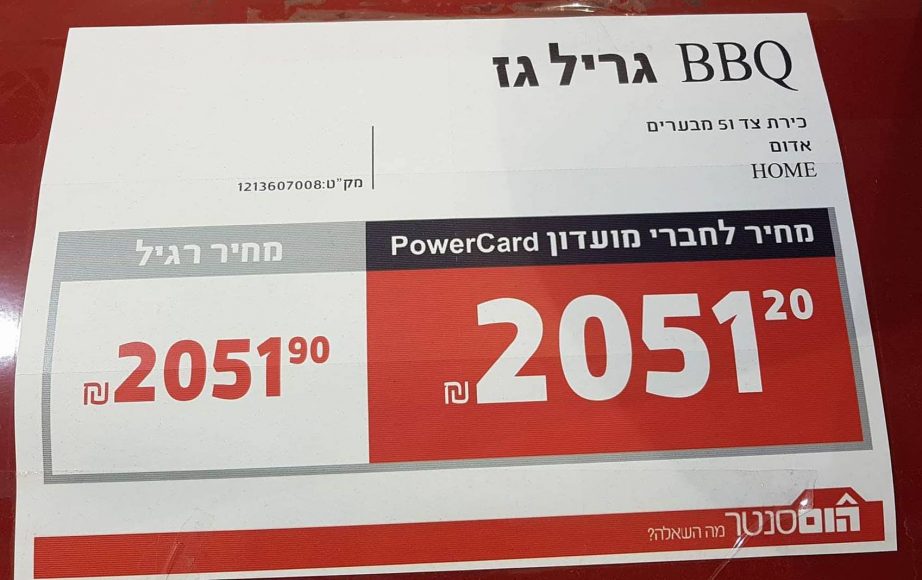 BBQ גריל גז
כירת צד 51 מבערים
אדום
HOME
מק"ט:1213607008
מחיר לחברי מועדון PowerCard
₪ 2051 20
מחיר רגיל
₪ 2051 90
הום סנטר מה השאלה?